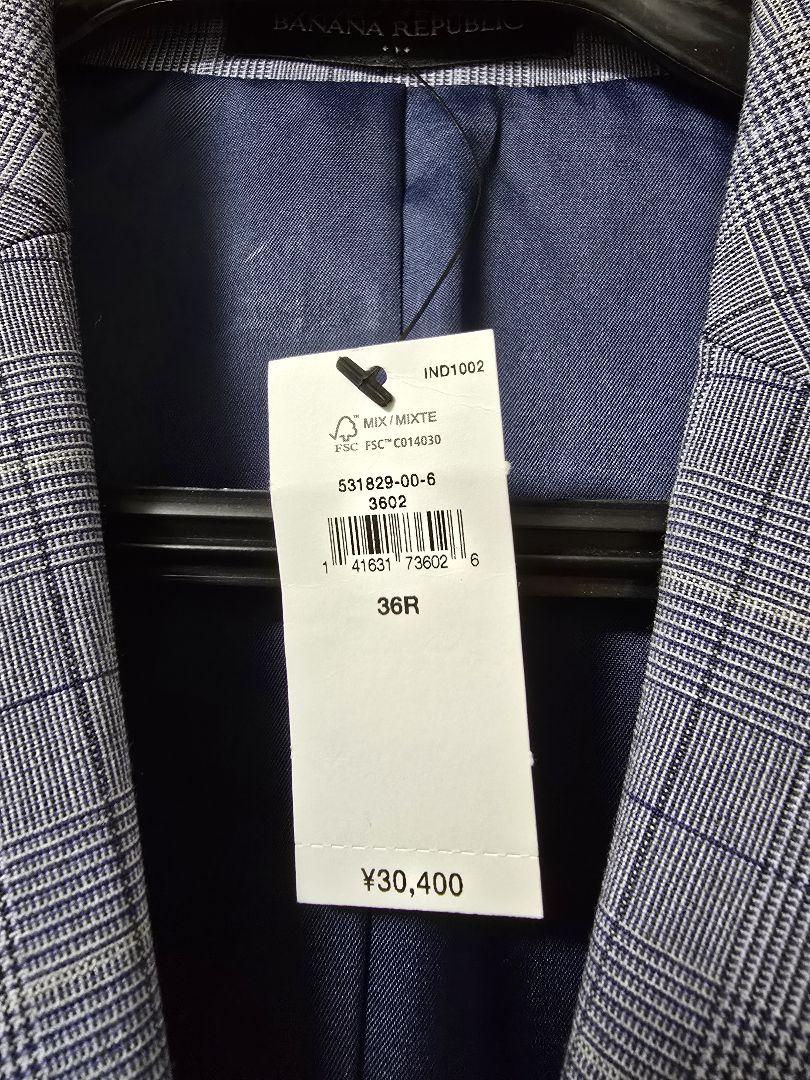 BANANA REPUBLIC
IND1002
MIX/MIXTE
FSC FSC™ C014030
531829-00-6
3602
1 41631 73602 6
36R
¥30,400